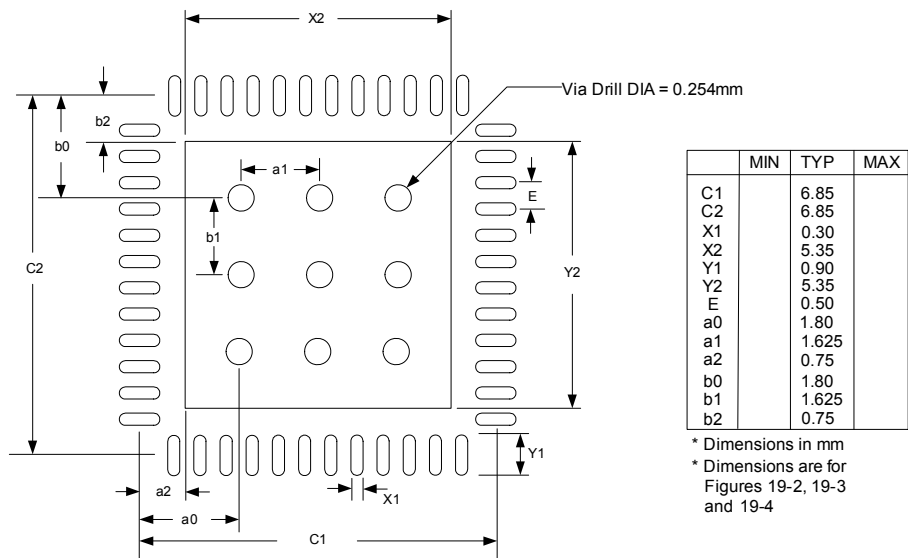 X2
Via Drill DIA = 0.254mm
b2
b0
a1
E
b1
C2
Y2
Y1
X1
a2
a0
C1
MIN TYP MAX
C1 6.85
C2 6.85
X1 0.30
X2 5.35
Y1 0.90
Y2 5.35
E 0.50
a0 1.80
a1 1.625
a2 0.75
b0 1.80
b1 1.625
b2 0.75
* Dimensions in mm
* Dimensions are for
Figures 19-2, 19-3
and 19-4